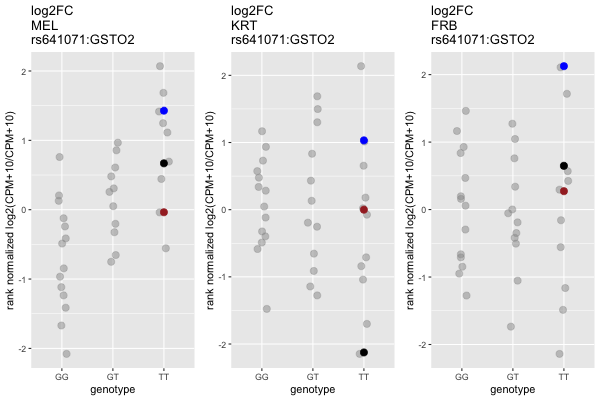 log2FC
MEL
rs641071:GSTO2
rank normalized log2(CPM+10/CPM+10)
2
1
0
-1
-2
GG
GT
TT
genotype
log2FC
KRT
rs641071:GSTO2
rank normalized log2(CPM+10/CPM+10)
2
1
0
-1
-2
GG
GT
TT
genotype
log2FC
FRB
rs641071:GSTO2
rank normalized log2(CPM+10/CPM+10)
2
1
0
-1
-2
GG
GT
TT
genotype